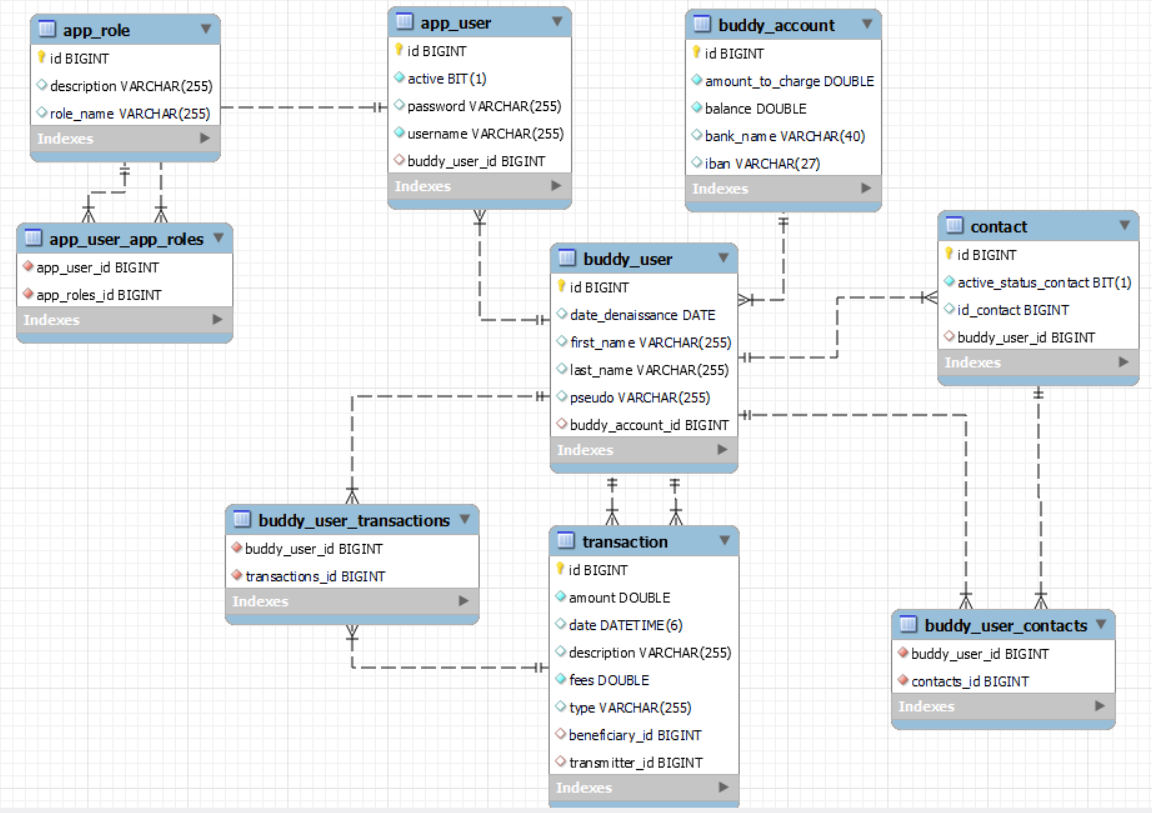 app_role
id BIGINT
description VARCHAR(255)
role_name VARCHAR(255)
Indexes
app_user
id BIGINT
active BIT(1)
password VARCHAR(255)
username VARCHAR(255)
buddy_user_id BIGINT
Indexes
buddy_account
id BIGINT
amount_to_charge DOUBLE
balance DOUBLE
bank_name VARCHAR(40)
iban VARCHAR(27)
Indexes
app_user_app_roles
app_user_id BIGINT
app_roles_id BIGINT
Indexes
buddy_user
id BIGINT
date_denaissance DATE
first_name VARCHAR(255)
last_name VARCHAR(255)
pseudo VARCHAR(255)
buddy_account_id BIGINT
Indexes
contact
id BIGINT
active_status_contact BIT(1)
id_contact BIGINT
buddy_user_id BIGINT
Indexes
buddy_user_transactions
buddy_user_id BIGINT
transactions_id BIGINT
Indexes
transaction
id BIGINT
amount DOUBLE
date DATETIME(6)
description VARCHAR(255)
fees DOUBLE
type VARCHAR(255)
beneficiary_id BIGINT
transmitter_id BIGINT
Indexes
buddy_user_contacts
buddy_user_id BIGINT
contacts_id BIGINT
Indexes